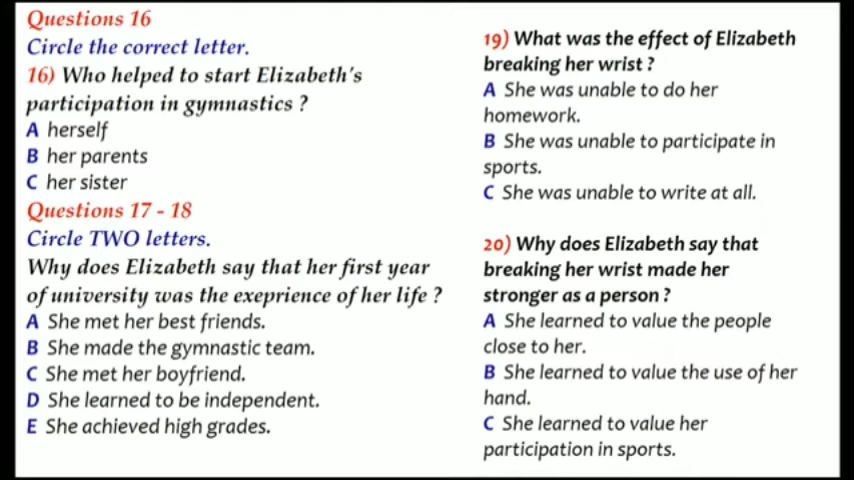 Questions 16
Circle the correct letter.
16) Who helped to start Elizabeth's
participation in gymnastics ?
A herself
B her parents
C her sister
Questions 17 - 18
Circle TWO letters.
Why does Elizabeth say that her first year
of university was the exeprience of her life ?
A She met her best friends.
B She made the gymnastic team.
C She met her boyfriend.
D She learned to be independent.
E She achieved high grades.
19) What was the effect of Elizabeth
breaking her wrist ?
A She was unable to do her
homework.
B She was unable to participate in
sports.
C She was unable to write at all.
20) Why does Elizabeth say that
breaking her wrist made her
stronger as a person ?
A She learned to value the people
close to her.
B She learned to value the use of her
hand.
C She learned to value her
participation in sports.